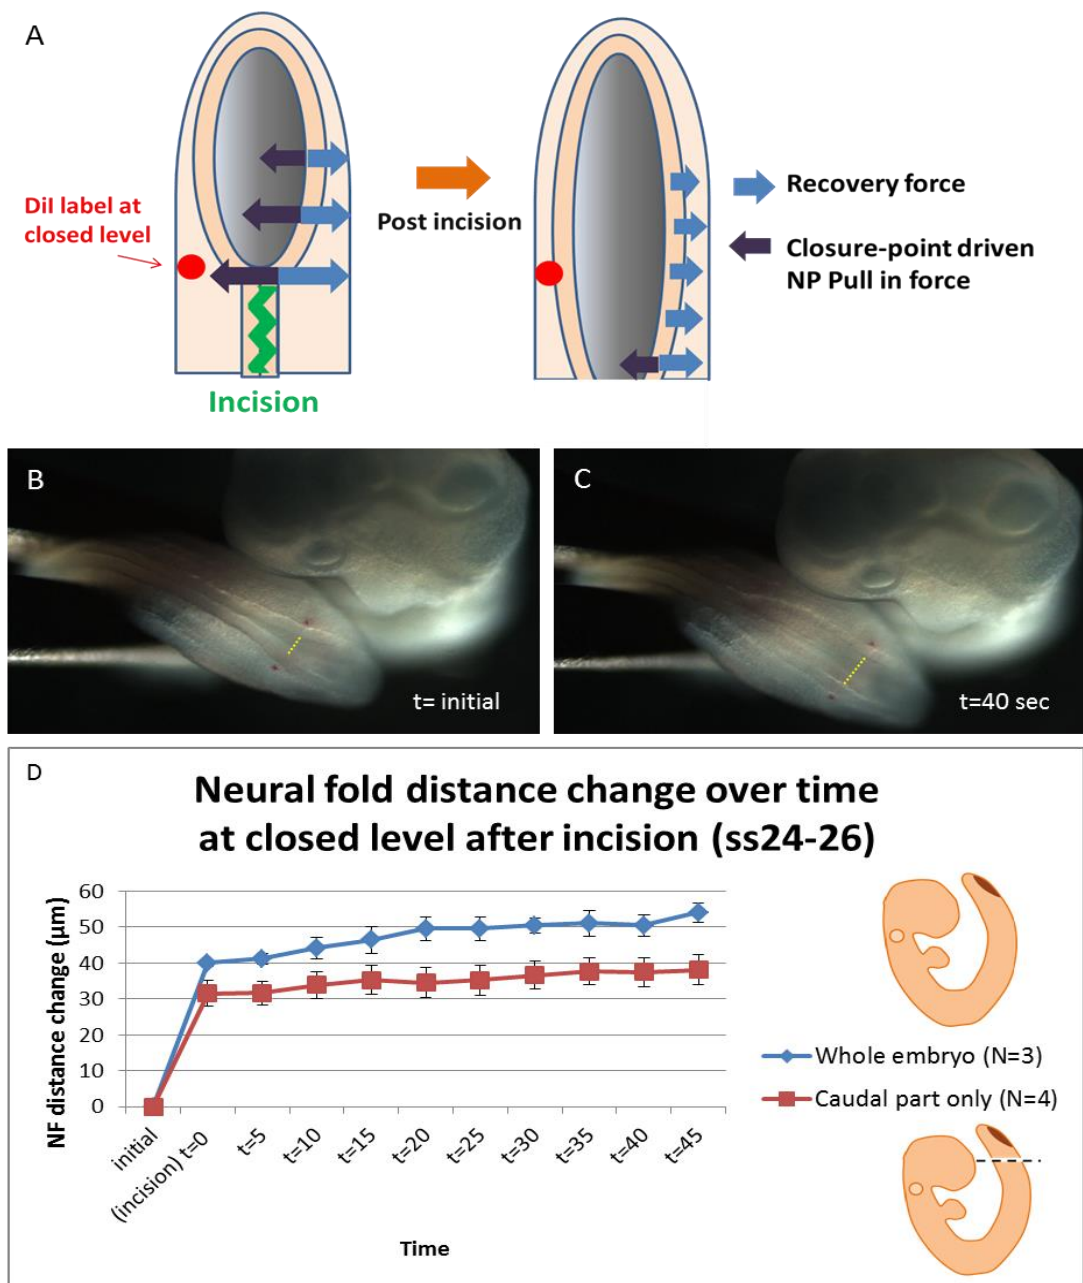 A
DiI label at
closed level
Incision
Post incision
Recovery force
Closure-point driven
NP Pull in force
B
t= initial
C
t=40 sec
D
Neural fold distance change over time
at closed level after incision (ss24-26)
NF distance change (µm)
60
50
40
30
20
10
0
initial
(incision) t=0
t=5
t=10
t=15
t=20
t=25
t=30
t=35
t=40
t=45
Time
Whole embryo (N=3)
Caudal part only (N=4)